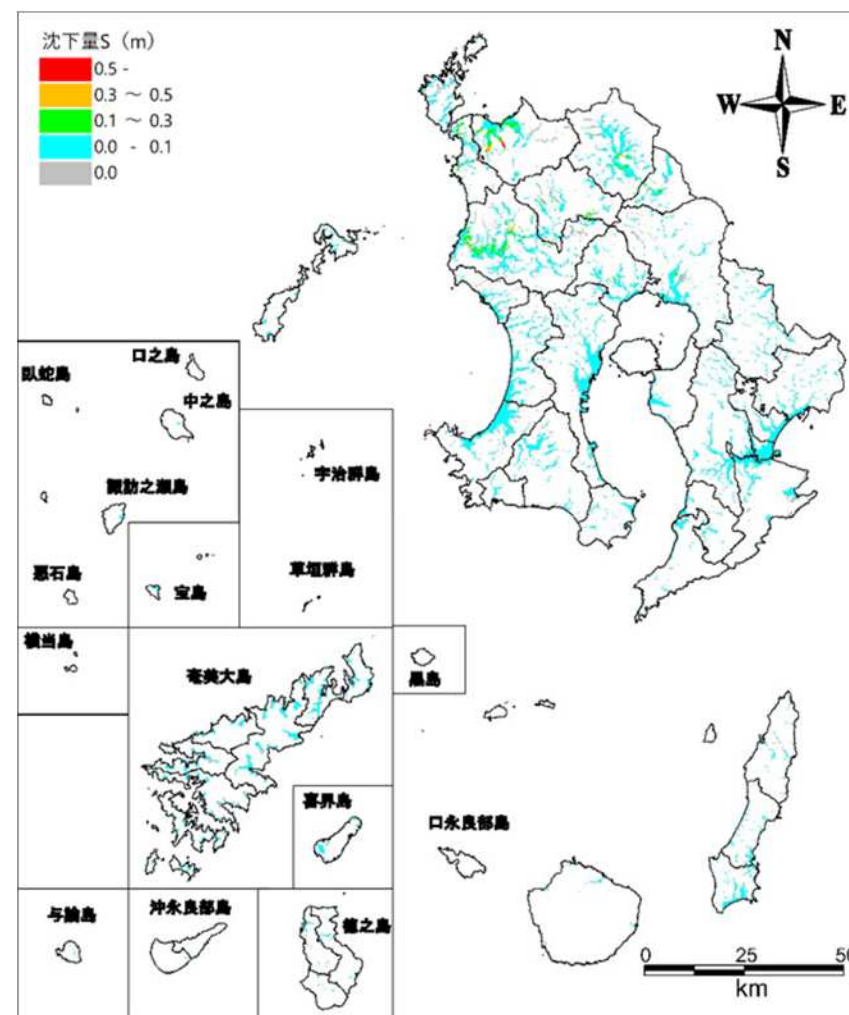 沈下量S（m）
0.5 -
0.3 ～ 0.5
0.1 ～ 0.3
0.0 - 0.1
0.0
N
W
E
S
臥蛇島
口之島
中之島
諏訪之瀬島
悪石島
宝島
宇治群島
草垣群島
横当島
奄美大島
黒島
喜界島
口永良部島
与論島
沖永良部島
徳之島
0 25 50
km